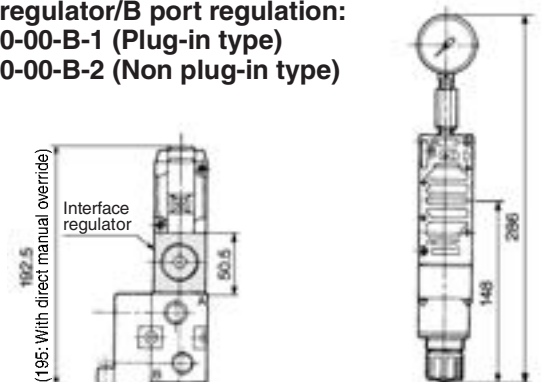 regulator/B port regulation:
0-00-B-1 (Plug-in type)
0-00-B-2 (Non plug-in type)
Interface
regulator
192.5
(195: With direct manual override)
50.5
A
B
148
286